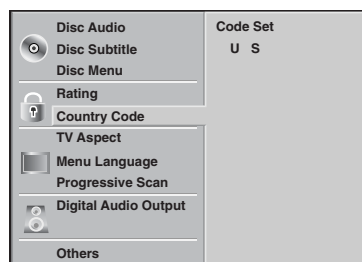 Disc Audio
Disc Subtitle
Disc Menu
Rating
Country Code
TV Aspect
Menu Language
Progressive Scan
Digital Audio Output
Others
Code Set
U S